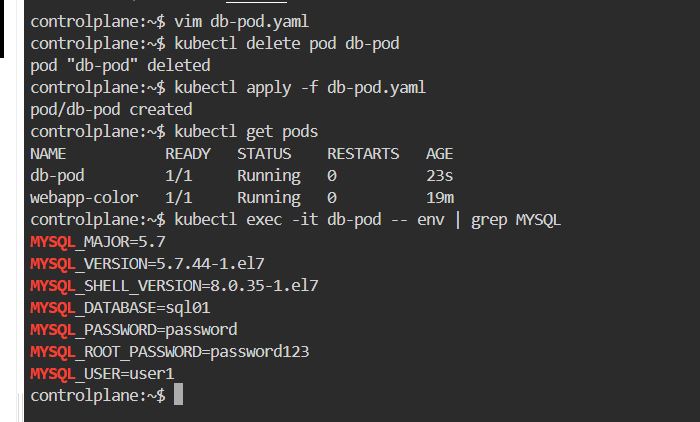 controlplane:~$ vim db-pod.yaml
controlplane:~$ kubectl delete pod db-pod
pod "db-pod" deleted
controlplane:~$ kubectl apply -f db-pod.yaml
pod/db-pod created
controlplane:~$ kubectl get pods
NAME           READY   STATUS    RESTARTS   AGE
db-pod         1/1     Running   0          23s
webapp-color   1/1     Running   0          19m
controlplane:~$ kubectl exec -it db-pod -- env | grep MYSQL
MYSQL_MAJOR=5.7
MYSQL_VERSION=5.7.44-1.el7
MYSQL_SHELL_VERSION=8.0.35-1.el7
MYSQL_DATABASE=sql01
MYSQL_PASSWORD=password
MYSQL_ROOT_PASSWORD=password123
MYSQL_USER=user1
controlplane:~$